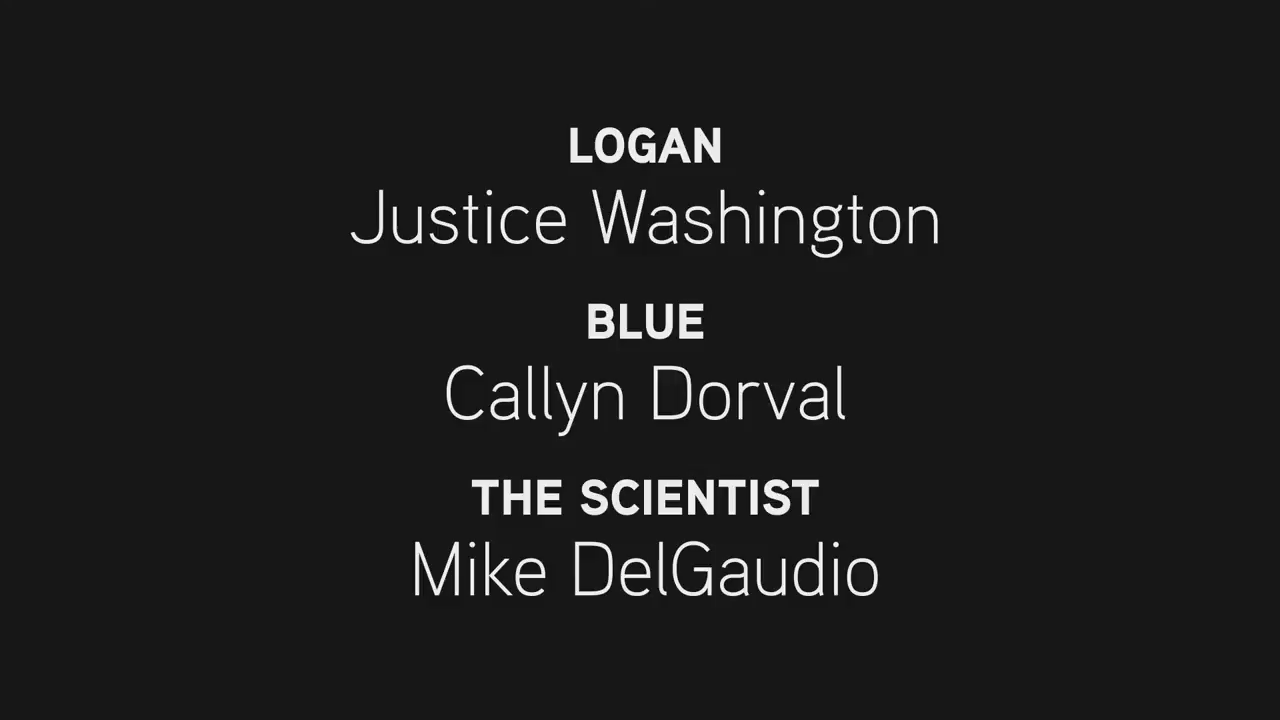 LOGAN
Justice Washington
BLUE
Callyn Dorval
THE SCIENTIST
Mike DelGaudio